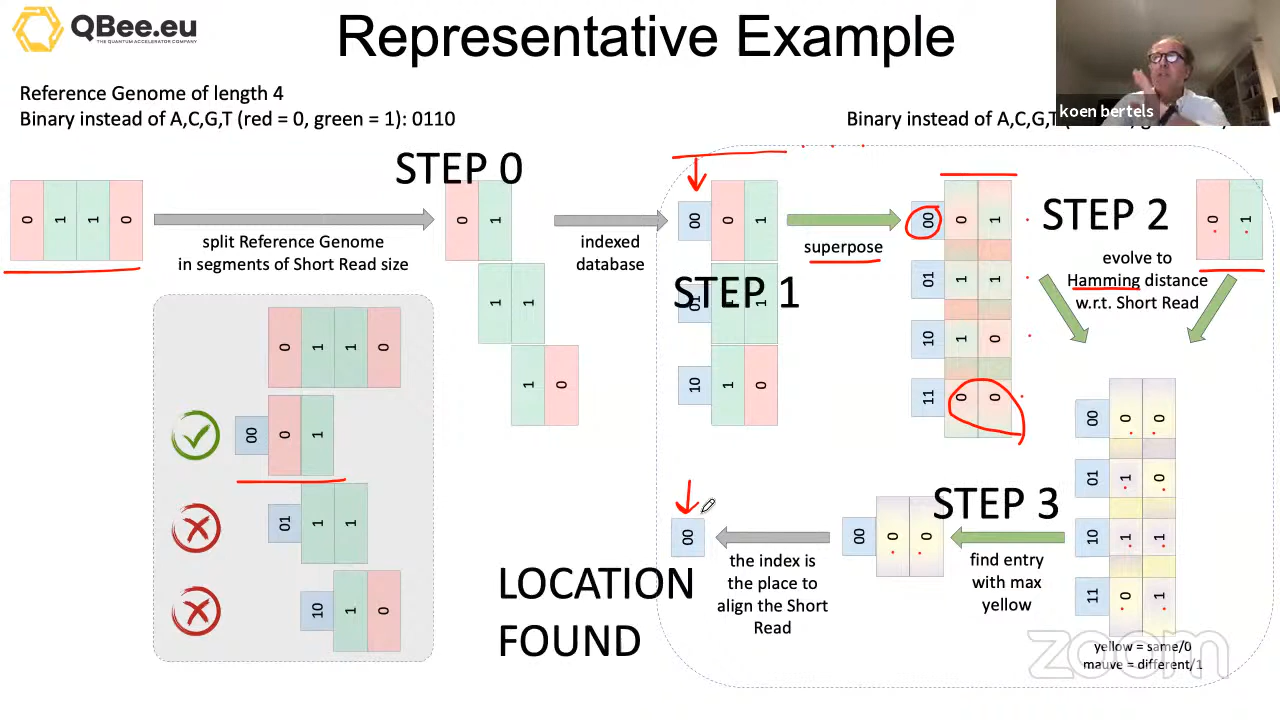 QBee.eu
THE QUANTUM ACCELERATOR COMPANY
Representative Example
koen bertels
Reference Genome of length 4
Binary instead of A,C,G,T (red = 0, green = 1): 0110
Binary instead of A,C,G,T
STEP 0
0 1 1 0
split Reference Genome
in segments of Short Read size
0 1
1 1
1 0
indexed
database
STEP 1
00 0 1
01 1 1
10 1 0
superpose
00 0 1
01 1 1
10 1 0
11 0 0
STEP 2
evolve to
Hamming distance
w.r.t. Short Read
0 1
0 1 1 0
00 0 1
01 1 1
10 1 0
00 0 0
01 1 0
10 1 1
11 0 1
yellow = same/0
mauve = different/1
STEP 3
find entry
with max
yellow
00 0 0
the index is
the place to
align the Short
Read
00
LOCATION
FOUND
zoom